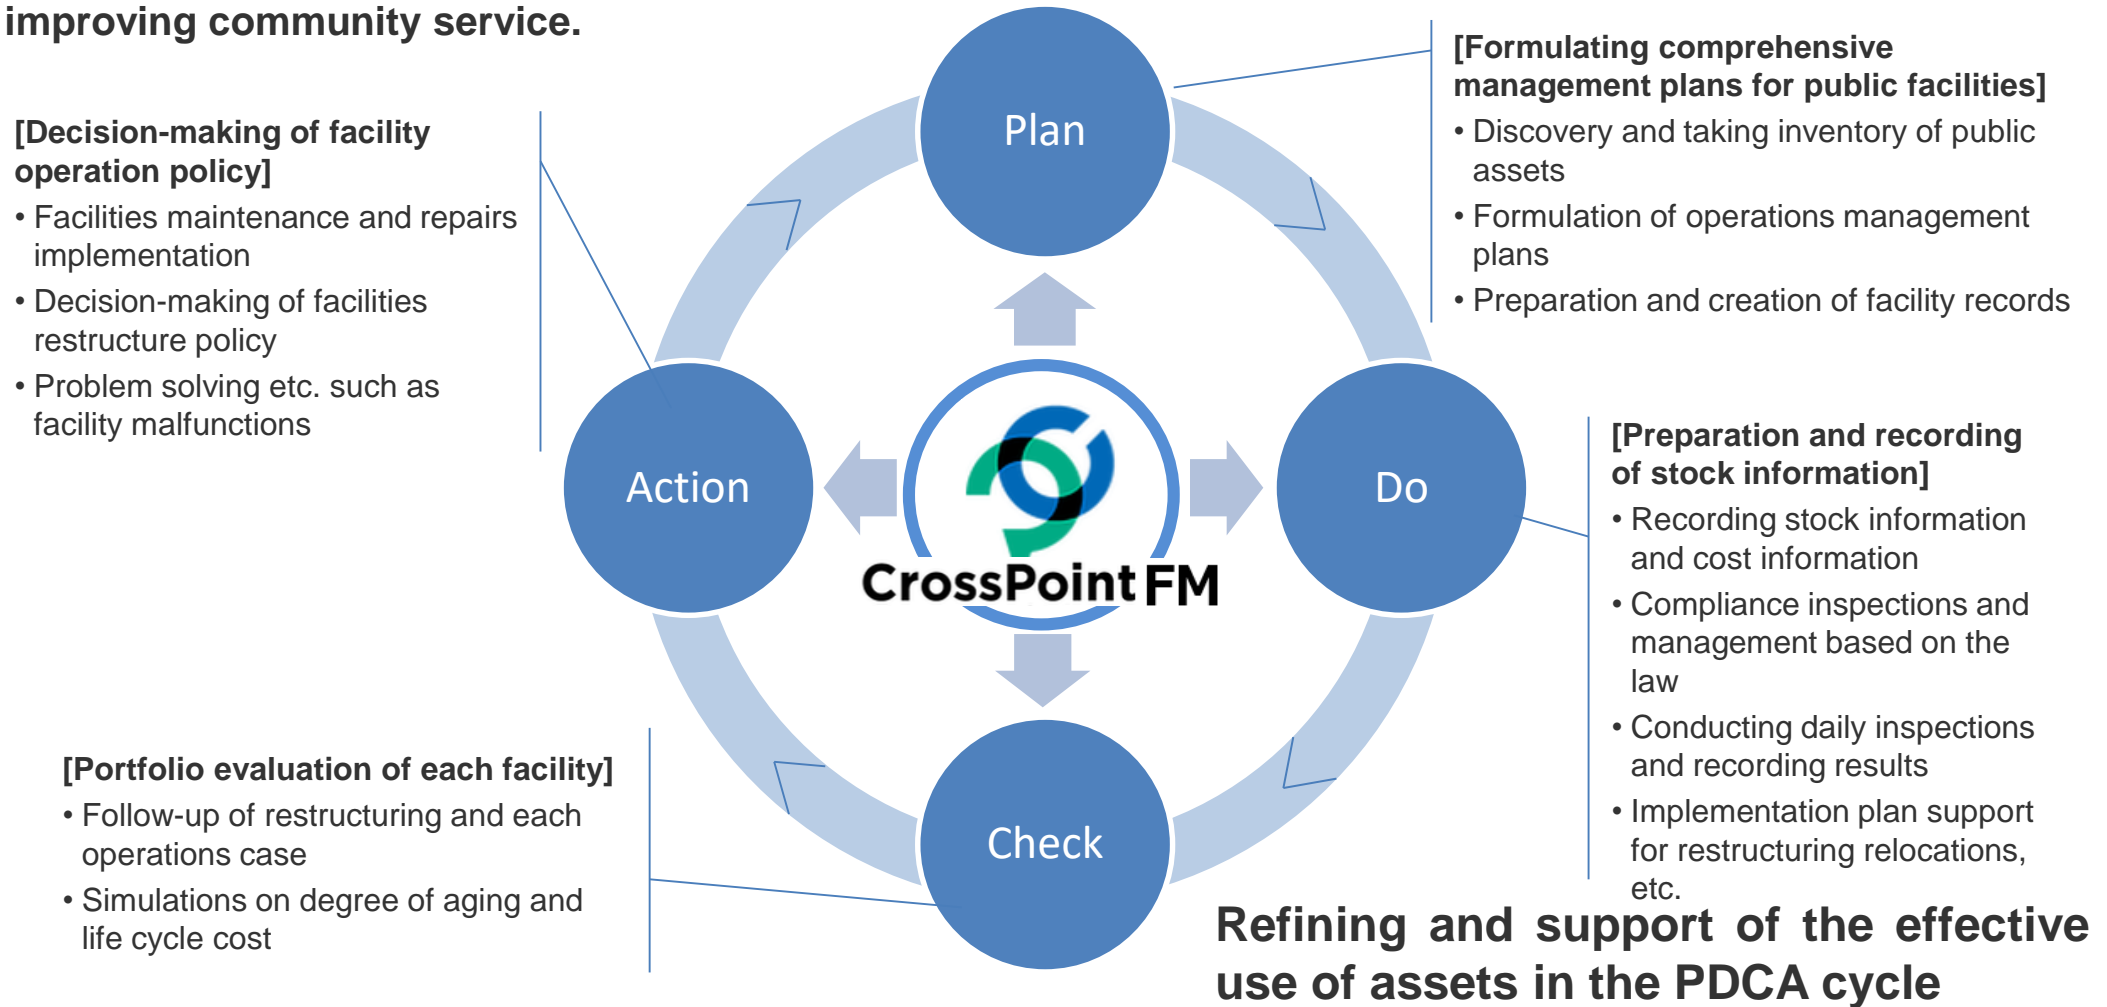 improving community service.
[Decision-making of facility
operation policy]
• Facilities maintenance and repairs
implementation
• Decision-making of facilities
restructure policy
• Problem solving etc. such as
facility malfunctions
Plan
[Formulating comprehensive
management plans for public facilities]
• Discovery and taking inventory of public
assets
• Formulation of operations management
plans
• Preparation and creation of facility records
Action
CrossPoint FM
Do
[Preparation and recording
of stock information]
• Recording stock information
and cost information
• Compliance inspections and
management based on the
law
• Conducting daily inspections
and recording results
• Implementation plan support
for restructuring relocations,
etc.
[Portfolio evaluation of each facility]
• Follow-up of restructuring and each
operations case
• Simulations on degree of aging and
life cycle cost
Check
Refining and support of the effective
use of assets in the PDCA cycle